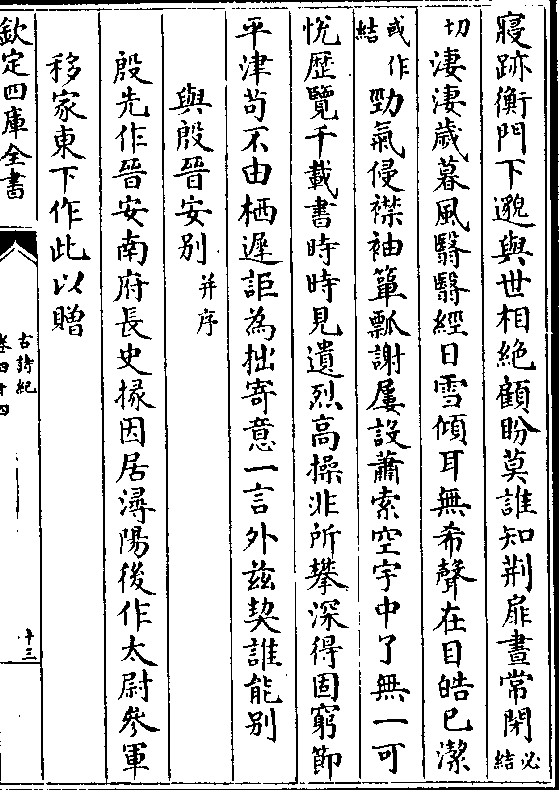 寢跡衡門下邈與世相絶顧盼莫誰知荆扉晝常閉必結
切淒淒歲暮風翳翳經日雪傾耳無希聲在目皓已潔
或作結勁氣侵襟袖簞瓢謝屢設蕭索空宇中了無一可
悅歷覽千載書時時見遺烈高操非所攀深得固窮節
平津苟不由栖遲詎為拙寄意一言外兹契誰能别
與殷晉安别并序
殷先作晉安南府長史掾因居潯陽後作太尉參軍
移家東下作此以贈
欽定四庫全書
古詩紀
卷四十四
十三